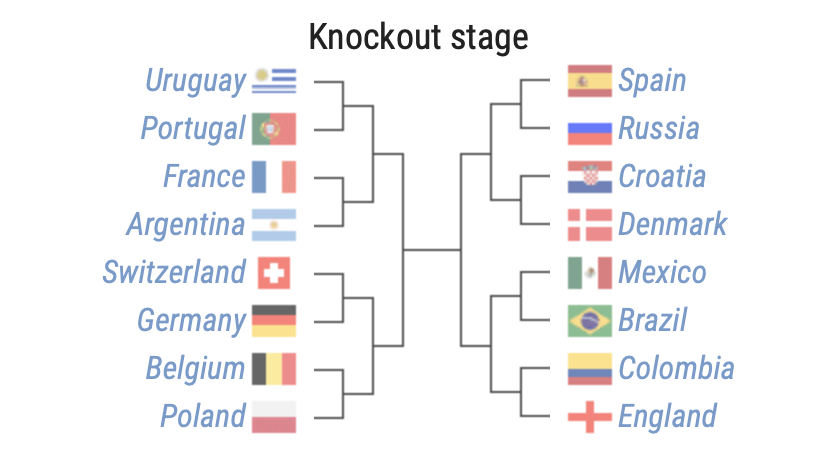 Knockout stage
Uruguay
Portugal
France
Argentina
Switzerland
Germany
Belgium
Poland
Spain
Russia
Croatia
Denmark
Mexico
Brazil
Colombia
England